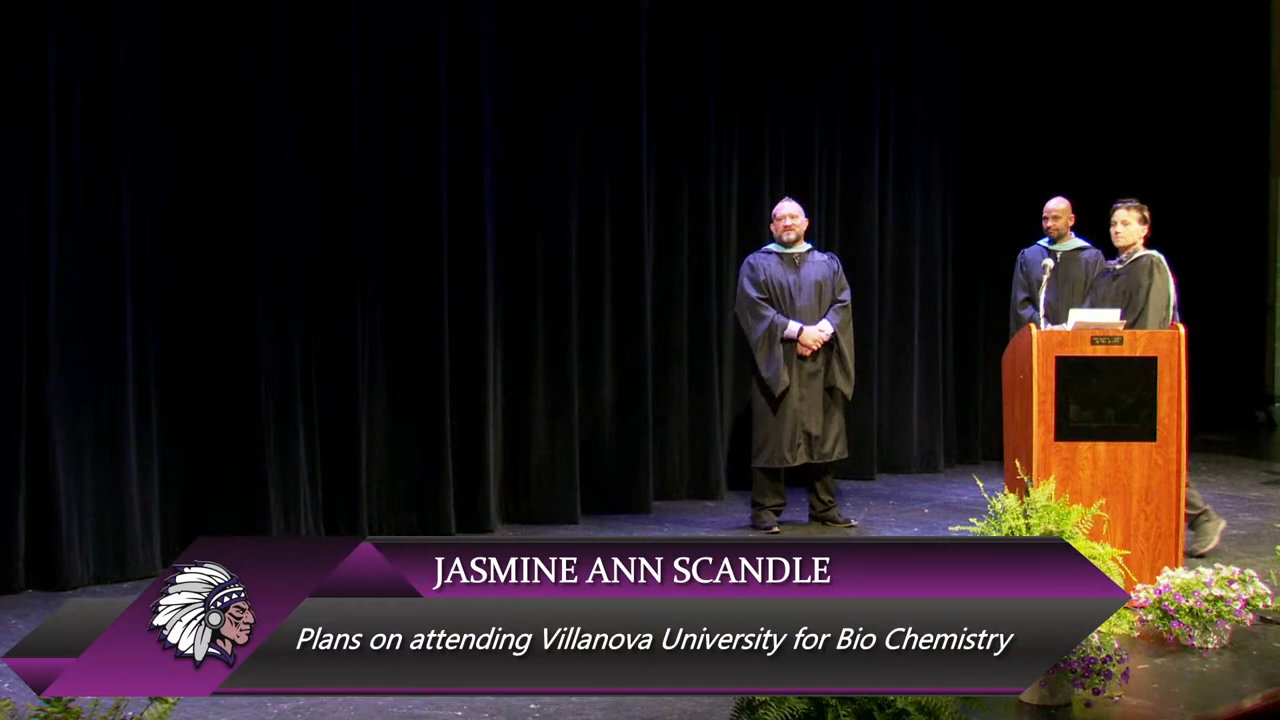 JASMINE ANN SCANDLE
Plans on attending Villanova University for Bio Chemistry